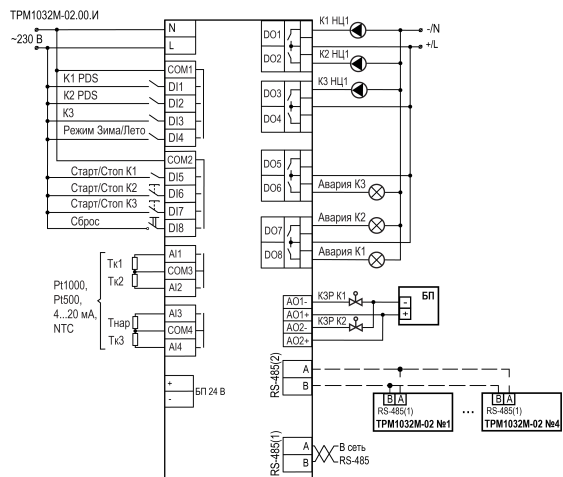 ТРМ1032М-02.00.И
~230 В
N
L
COM1
К1 PDS
DI1
К2 PDS
DI2
К3
DI3
Режим Зима/Лето
DI4
COM2
Старт/Стоп К1
DI5
Старт/Стоп К2
DI6
Старт/Стоп К3
DI7
Сброс
DI8
Pt1000,
Pt500,
4...20 мА,
NTC
Тк1
Тк2
AI1
COM3
AI2
Тнар
Тк3
AI3
COM4
AI4
+
-
БП 24 В
DO1
К1 НЦ1
-/N
+/L
DO2
К2 НЦ1
DO3
К3 НЦ1
DO4
DO5
DO6
Авария К3
DO7
Авария К2
DO8
Авария К1
AO1-
КЗР К1
AO1+
AO2-
КЗР К2
AO2+
БП
-
+
RS-485(2)
A
B
B A
RS-485(1)
ТРМ1032М-02 №1
...
B A
RS-485(1)
ТРМ1032М-02 №4
RS-485(1)
A
B
В сеть
RS-485